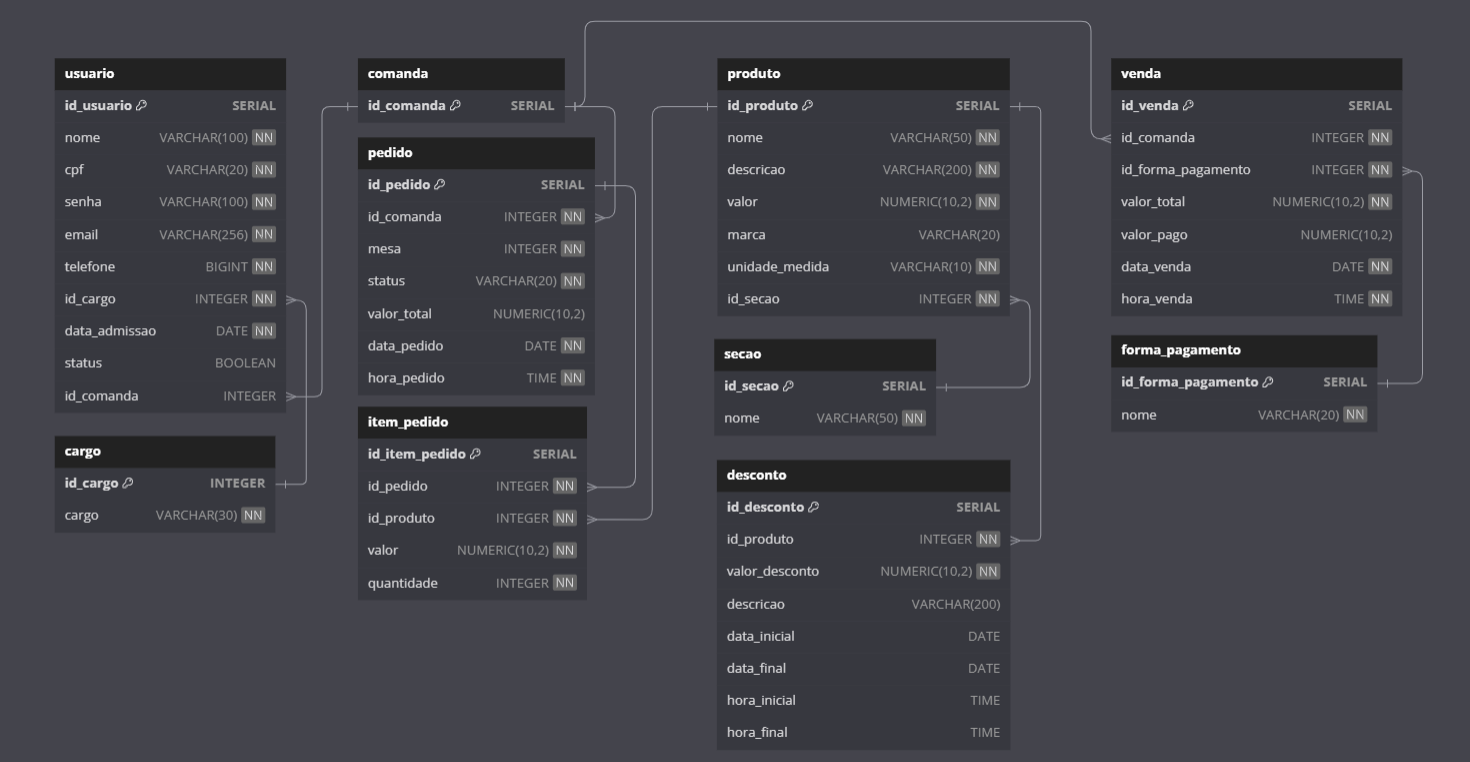 usuario
id_usuario SERIAL
nome VARCHAR(100) NN
cpf VARCHAR(20) NN
senha VARCHAR(100) NN
email VARCHAR(256) NN
telefone BIGINT NN
id_cargo INTEGER NN
data_admissao DATE NN
status BOOLEAN
id_comanda INTEGER
cargo
id_cargo INTEGER
cargo VARCHAR(30) NN
comanda
id_comanda SERIAL
pedido
id_pedido SERIAL
id_comanda INTEGER NN
mesa INTEGER NN
status VARCHAR(20) NN
valor_total NUMERIC(10,2)
data_pedido DATE NN
hora_pedido TIME NN
item_pedido
id_item_pedido SERIAL
id_pedido INTEGER NN
id_produto INTEGER NN
valor NUMERIC(10,2) NN
quantidade INTEGER NN
produto
id_produto SERIAL
nome VARCHAR(50) NN
descricao VARCHAR(200) NN
valor NUMERIC(10,2) NN
marca VARCHAR(20)
unidade_medida VARCHAR(10) NN
id_secao INTEGER NN
secao
id_secao SERIAL
nome VARCHAR(50) NN
desconto
id_desconto SERIAL
id_produto INTEGER NN
valor_desconto NUMERIC(10,2) NN
descricao VARCHAR(200)
data_inicial DATE
data_final DATE
hora_inicial TIME
hora_final TIME
venda
id_venda SERIAL
id_comanda INTEGER NN
id_forma_pagamento INTEGER NN
valor_total NUMERIC(10,2) NN
valor_pago NUMERIC(10,2)
data_venda DATE NN
hora_venda TIME NN
forma_pagamento
id_forma_pagamento SERIAL
nome VARCHAR(20) NN